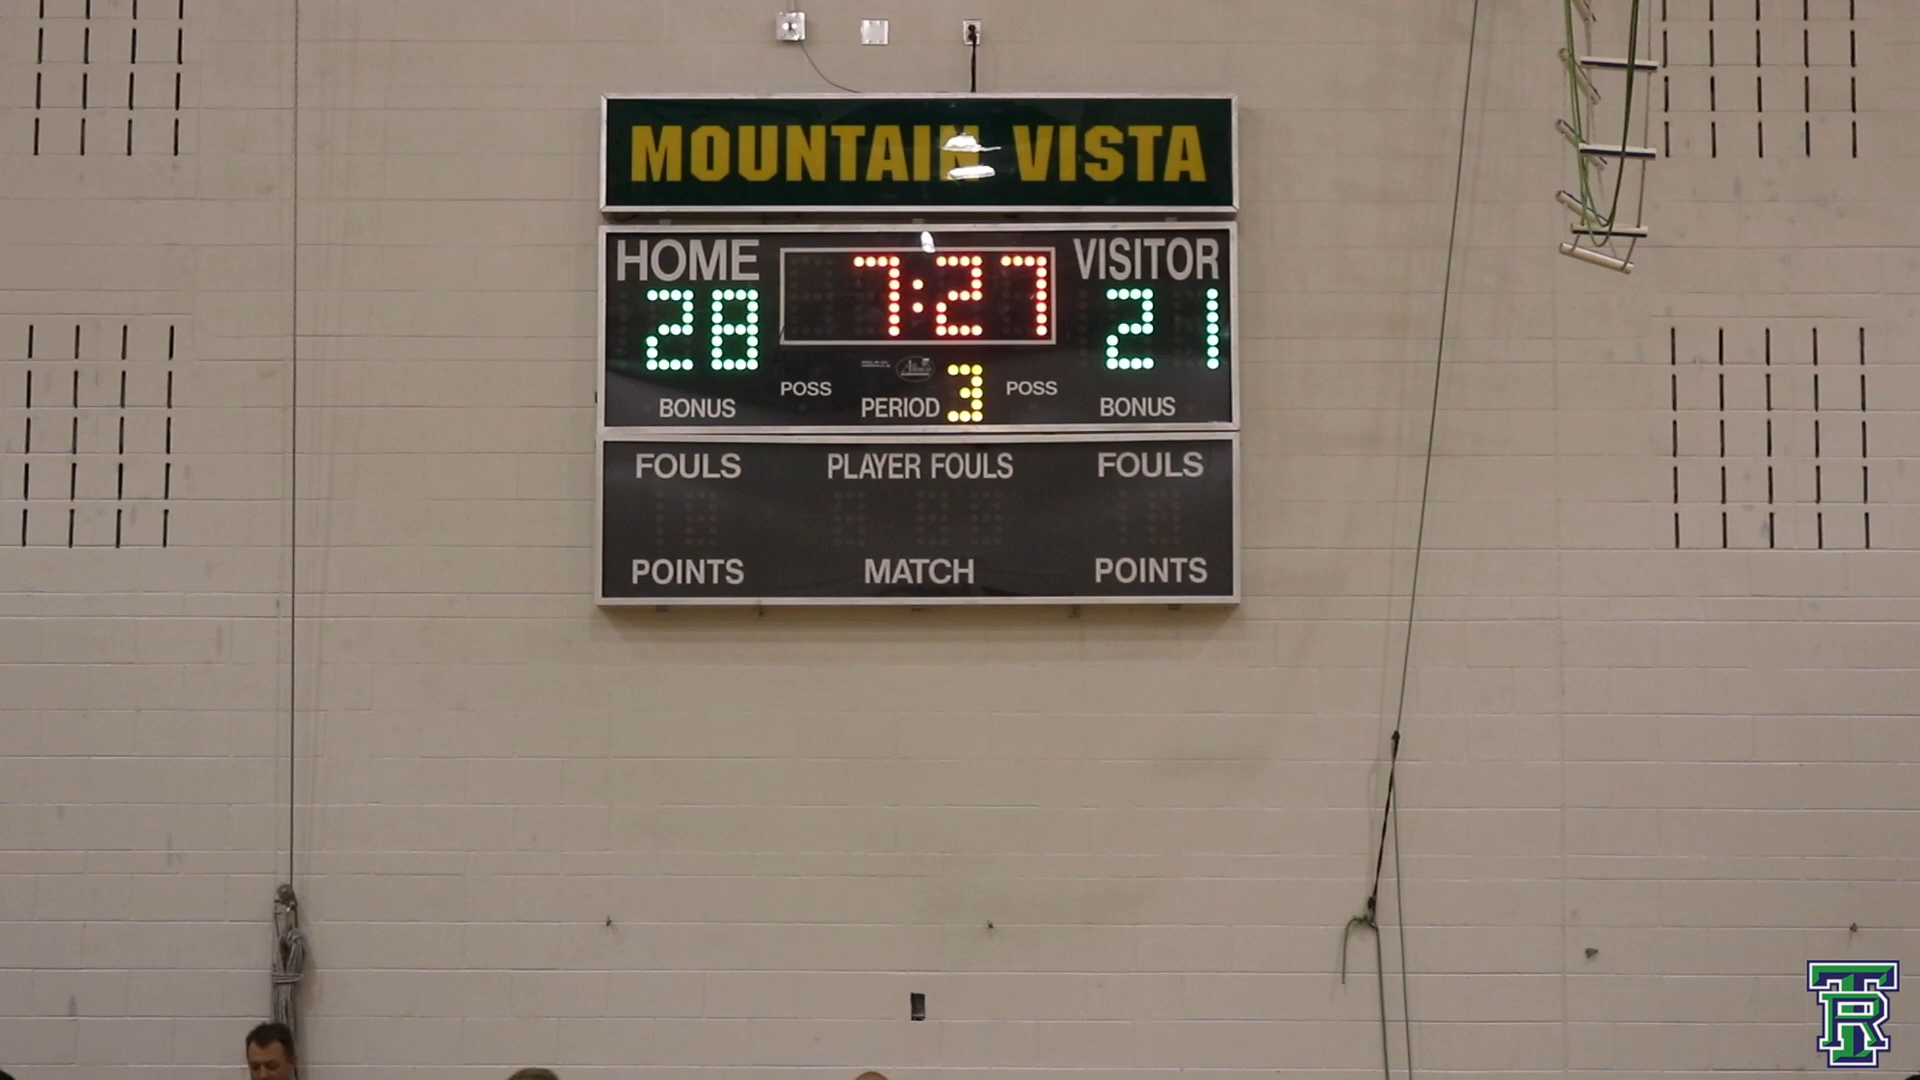 MOUNTAIN VISTA
HOME 7:27 VISITOR
28 21
POSS POSS
BONUS PERIOD 3 BONUS
FOULS PLAYER FOULS FOULS
POINTS MATCH POINTS
TR